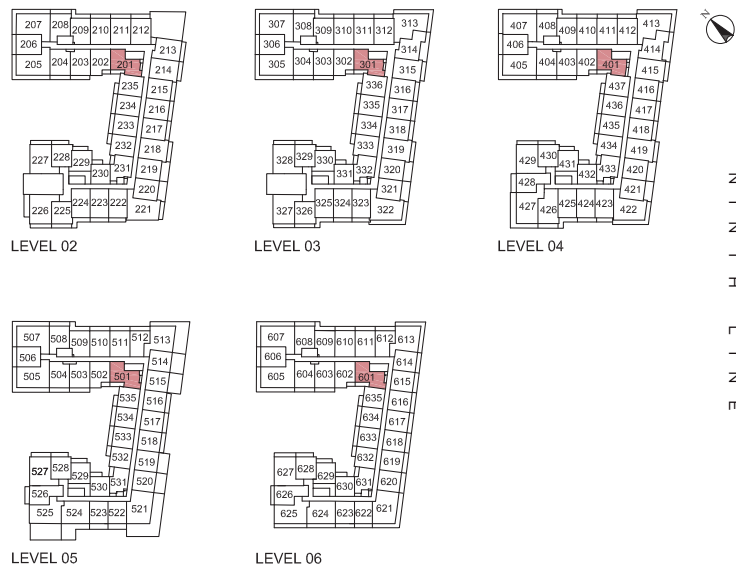 207 208 209 210 211 212
206 213
205 204 203 202 201 214
235 215
234 216
233 217
232 218
227 228 229 230 231 219
220
226 225 224 223 222 221
LEVEL 02
307 308 309 310 311 312 313
306 314
305 304 303 302 301 315
336 316
335 317
334 318
333 319
328 329 330 331 332 320
321
327 326 325 324 323 322
LEVEL 03
407 408 409 410 411 412 413
406 414
405 404 403 402 401 415
437 416
436 417
435 418
434 419
429 430 431 432 433 420
428 421
427 426 425 424 423 422
LEVEL 04
N
NINTH LINE
507 508 509 510 511 512 513
506 514
505 504 503 502 501 515
535 516
534 517
533 518
532 519
527 528 529 530 531 520
526
525 524 523 522 521
LEVEL 05
607 608 609 610 611 612 613
606 614
605 604 603 602 601 615
635 616
634 617
633 618
632 619
627 628 629 630 631 620
626
625 624 623 622 621
LEVEL 06